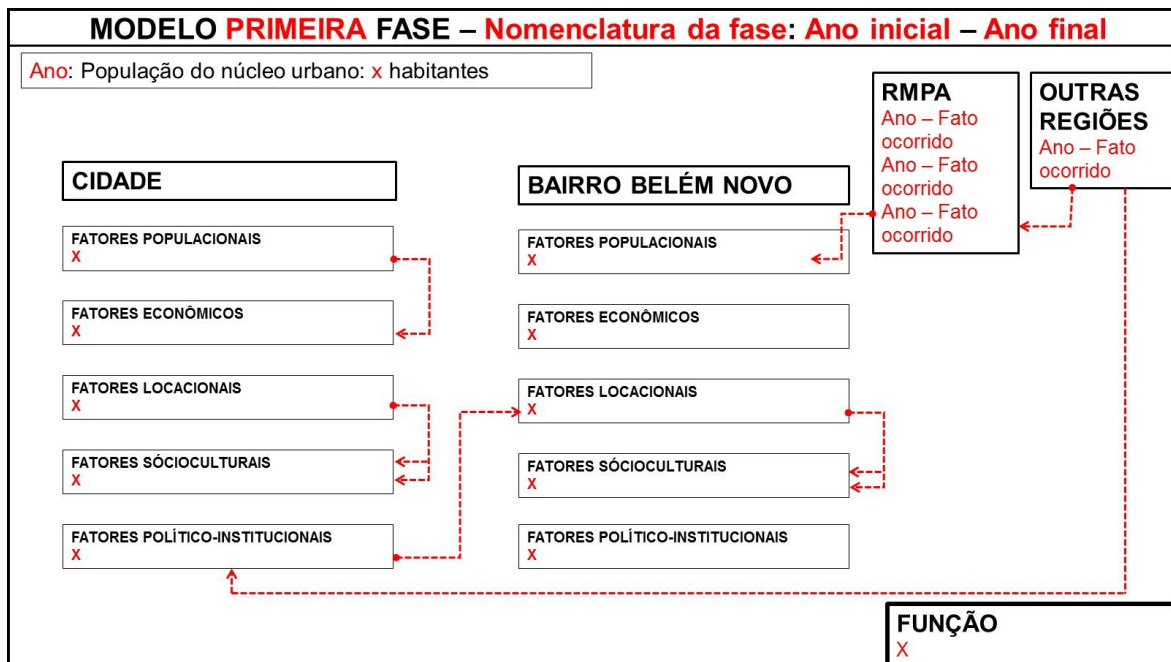 MODELO PRIMEIRA FASE – Nomenclatura da fase: Ano inicial – Ano final
Ano: População do núcleo urbano: x habitantes
RMPA
Ano – Fato
ocorrido
Ano – Fato
ocorrido
Ano – Fato
ocorrido
OUTRAS
REGIÕES
Ano – Fato
ocorrido
CIDADE
FATORES POPULACIONAIS
X
FATORES ECONÔMICOS
X
FATORES LOCACIONAIS
X
FATORES SÓCIOCULTURAIS
X
FATORES POLÍTICO-INSTITUCIONAIS
X
BAIRRO BELÉM NOVO
FATORES POPULACIONAIS
X
FATORES ECONÔMICOS
X
FATORES LOCACIONAIS
X
FATORES SÓCIOCULTURAIS
X
FATORES POLÍTICO-INSTITUCIONAIS
X
FUNÇÃO
X